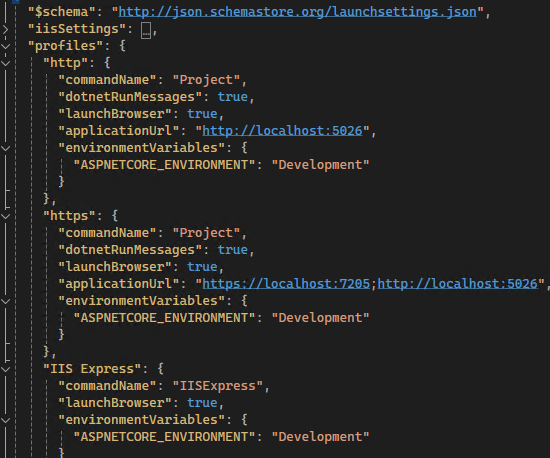 "$schema": "http://json.schemastore.org/launchsettings.json",
"iisSettings": ...,
"profiles": {
"http": {
"commandName": "Project",
"dotnetRunMessages": true,
"launchBrowser": true,
"applicationUrl": "http://localhost:5026",
"environmentVariables": {
"ASPNETCORE_ENVIRONMENT": "Development"
}
},
"https": {
"commandName": "Project",
"dotnetRunMessages": true,
"launchBrowser": true,
"applicationUrl": "https://localhost:7205;http://localhost:5026",
"environmentVariables": {
"ASPNETCORE_ENVIRONMENT": "Development"
}
},
"IIS Express": {
"commandName": "IISExpress",
"launchBrowser": true,
"environmentVariables": {
"ASPNETCORE_ENVIRONMENT": "Development"
}